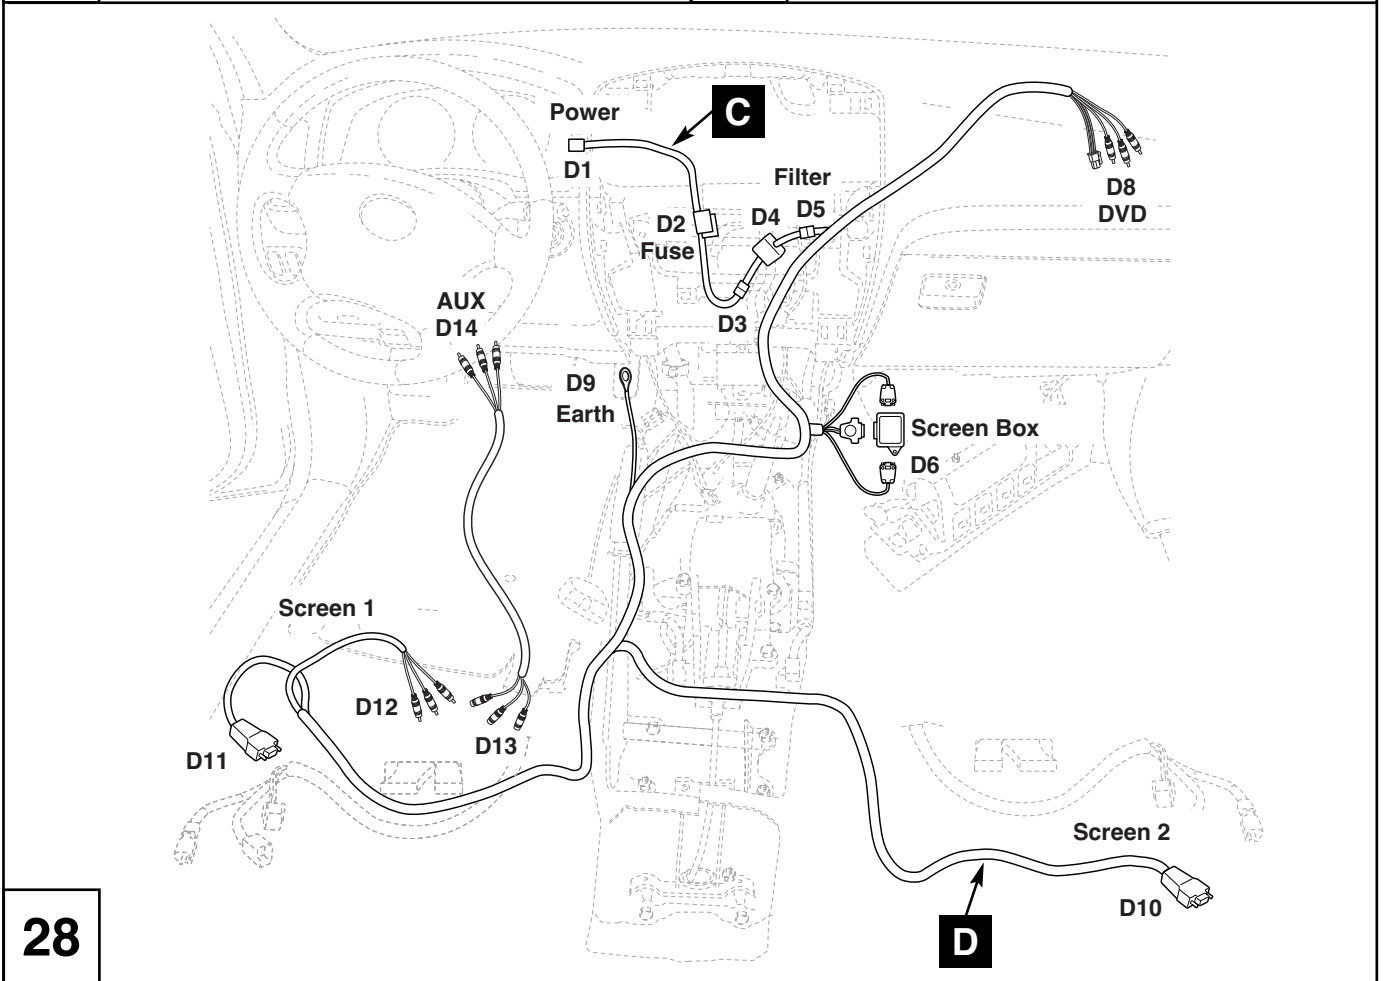 Power
C
D1
Filter
D5
D4
D2
Fuse
D8
DVD
AUX
D14
D3
D9
Earth
Screen Box
D6
Screen 1
D12
D13
D11
Screen 2
D10
D
28